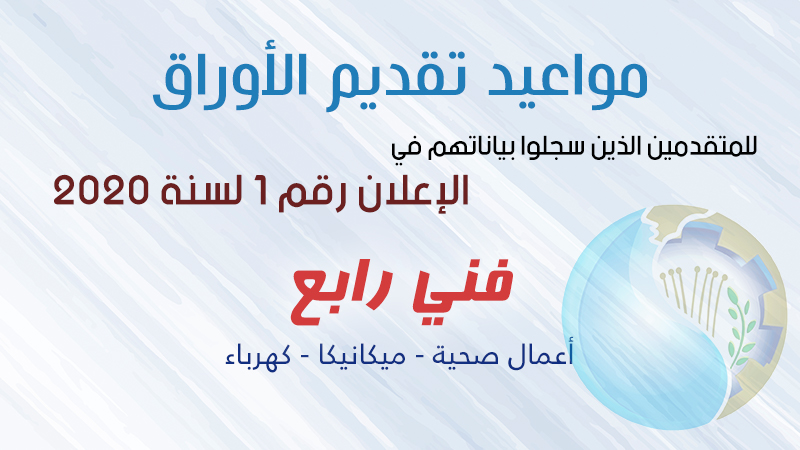 مواعيد تقديم الأوراق
للمتقدمين الذين سجلوا بياناتهم في
الإعلان رقم 1 لسنة 2020
فني رابع
أعمال صحية - ميكانيكا - كهرباء